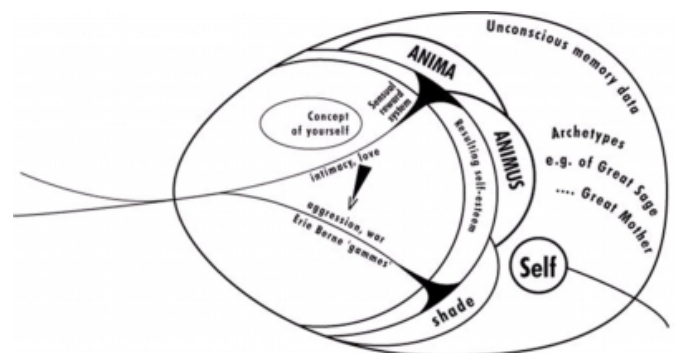 Unconscious memory data
ANIMA
Sensual
reward
system
Concept
of yourself
intimacy, love
Resulting self-esteem
ANIMUS
Archetypes
e.g. of Great Sage
.... Great Mother
aggression, war
Erie Berne 'gammes'
Self
shade